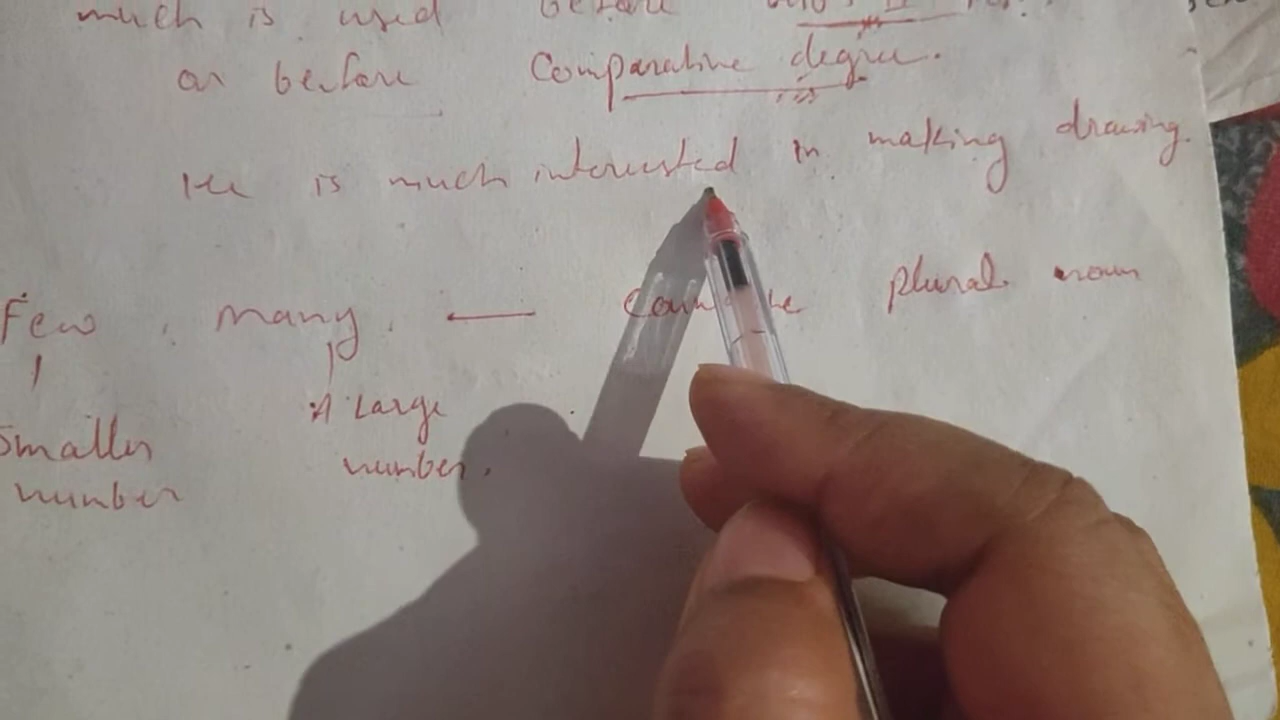 much is used before
or before Comparative degree.
He is much interested in making drawing.
Few, many, — plural noun
Smaller number
A Large number.